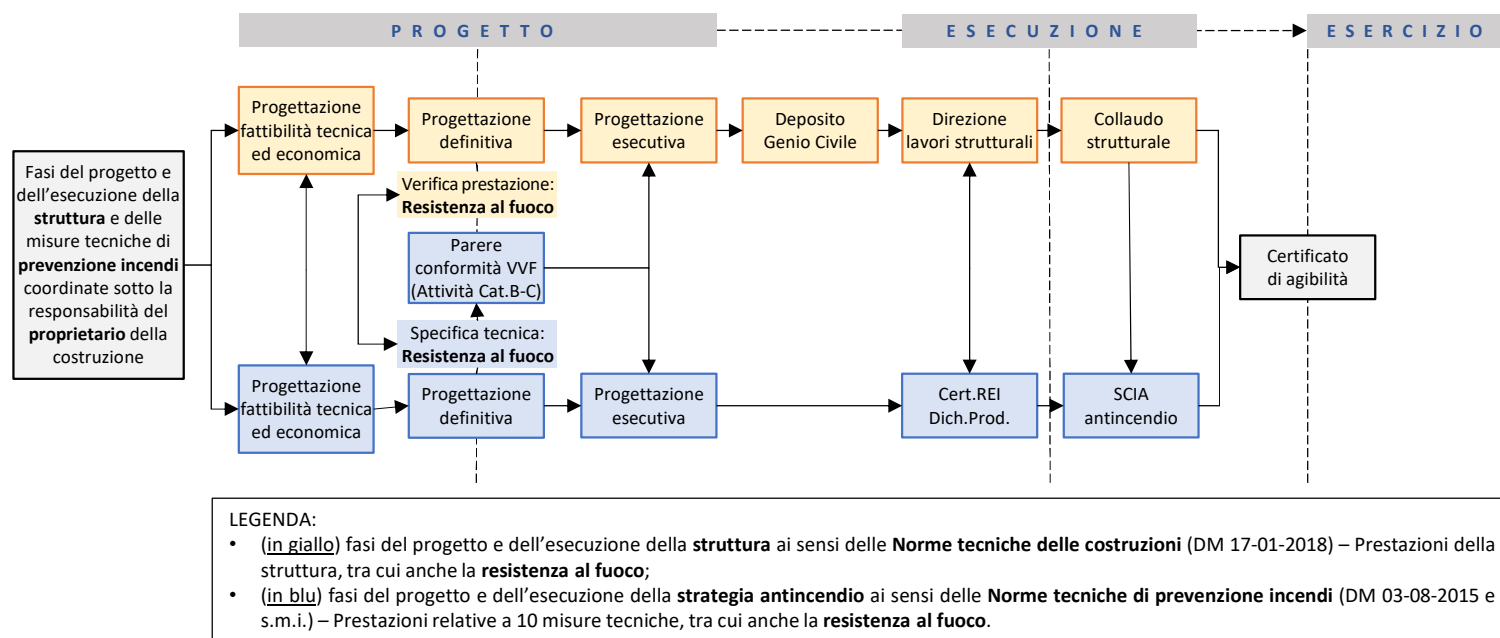 PROGETTO
ESECUZIONE
ESERCIZIO
Fasi del progetto e
dell’esecuzione della
struttura e delle
misure tecniche di
prevenzione incendi
coordinate sotto la
responsabilità del
proprietario della
costruzione
Progettazione
fattibilità tecnica
ed economica
Progettazione
definitiva
Progettazione
esecutiva
Deposito
Genio Civile
Direzione
lavori strutturali
Collaudo
strutturale
Verifica prestazione:
Resistenza al fuoco
Parere
conformità VVF
(Attività Cat.B-C)
Specifica tecnica:
Resistenza al fuoco
Certificato
di agibilità
Progettazione
fattibilità tecnica
ed economica
Progettazione
definitiva
Progettazione
esecutiva
Cert.REI
Dich.Prod.
SCIA
antincendio
LEGENDA:
• (in giallo) fasi del progetto e dell’esecuzione della struttura ai sensi delle Norme tecniche delle costruzioni (DM 17-01-2018) – Prestazioni della
struttura, tra cui anche la resistenza al fuoco;
• (in blu) fasi del progetto e dell’esecuzione della strategia antincendio ai sensi delle Norme tecniche di prevenzione incendi (DM 03-08-2015 e
s.m.i.) – Prestazioni relative a 10 misure tecniche, tra cui anche la resistenza al fuoco.